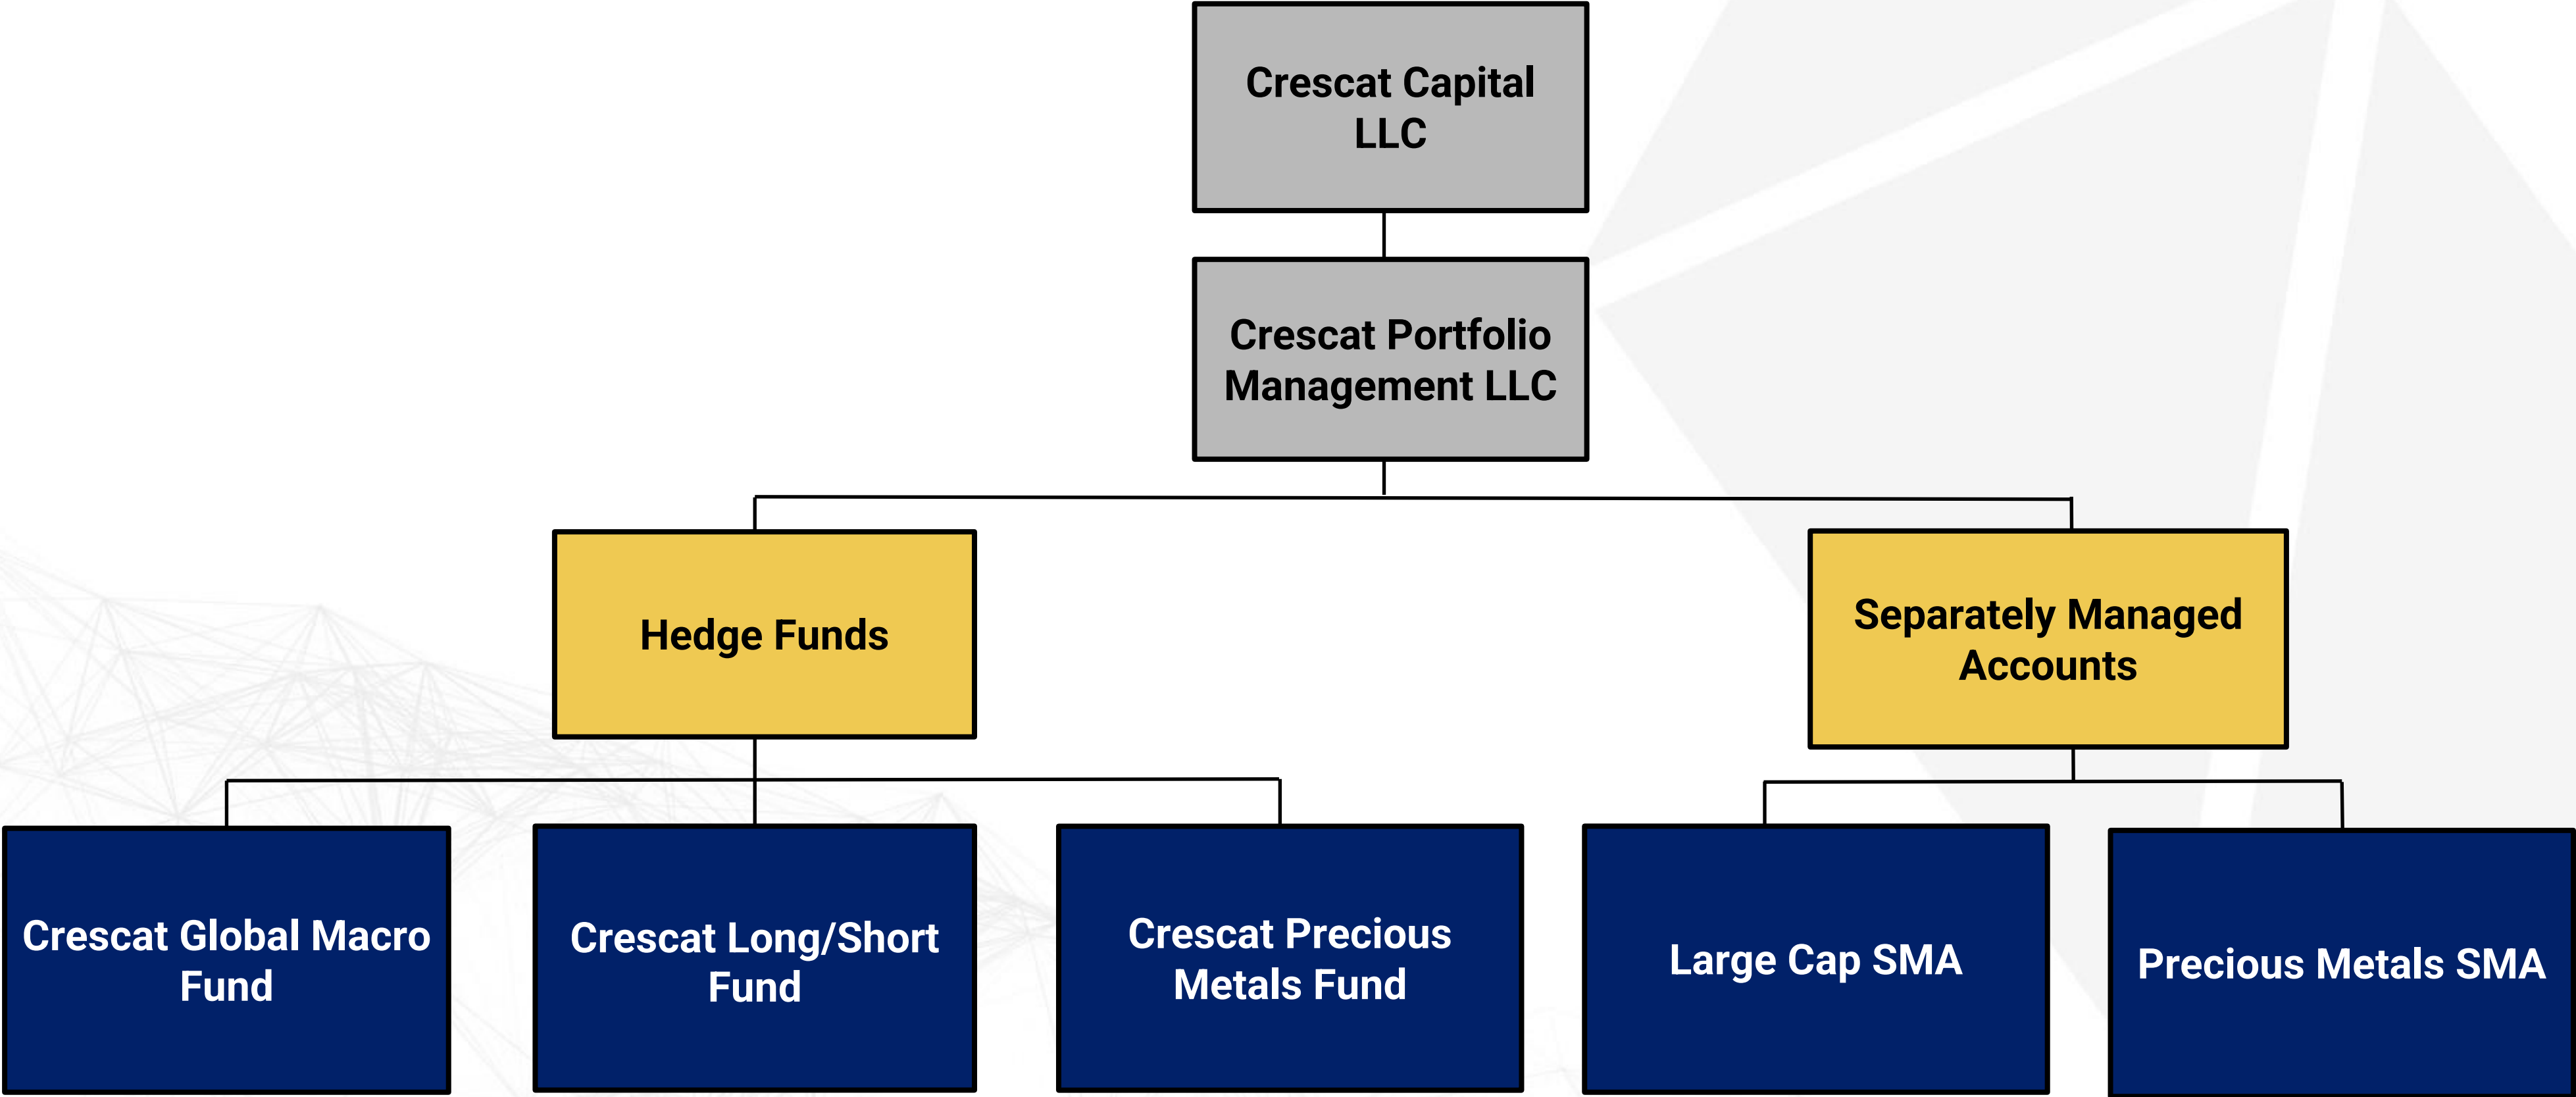 Crescat Capital
LLC
Crescat Portfolio
Management LLC
Hedge Funds
Separately Managed
Accounts
Crescat Global Macro
Fund
Crescat Long/Short
Fund
Crescat Precious
Metals Fund
Large Cap SMA
Precious Metals SMA